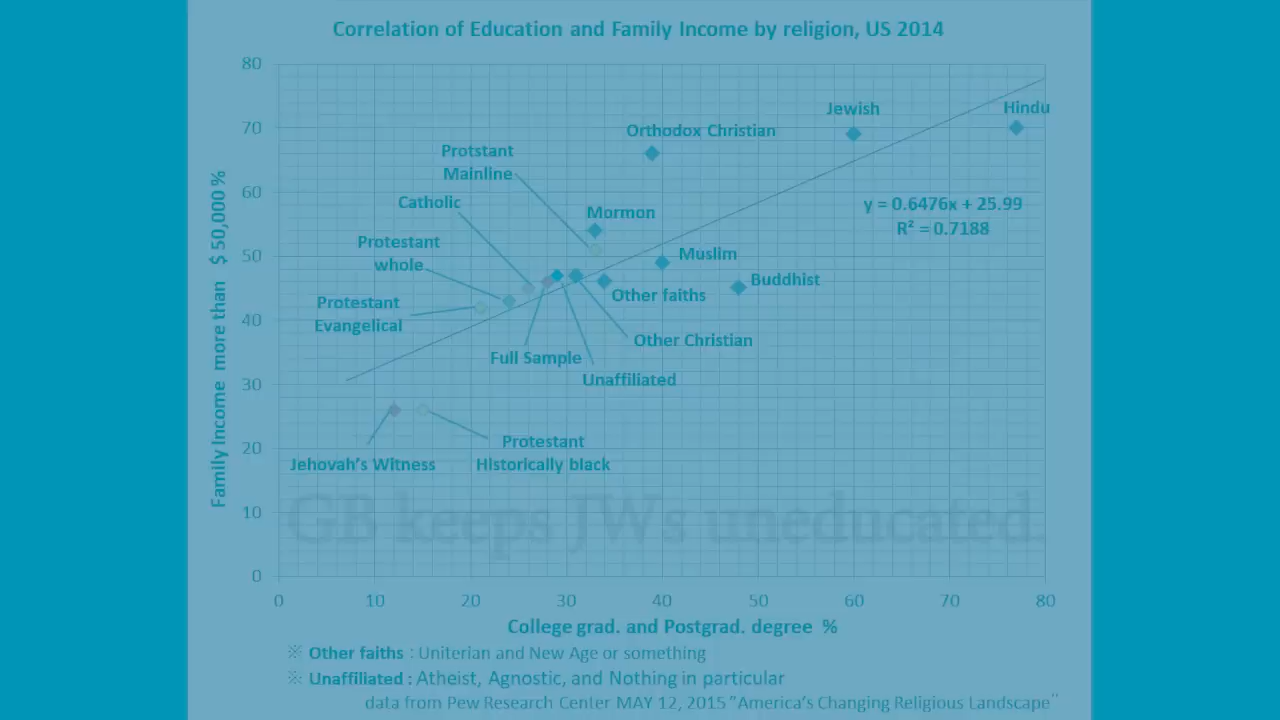 Correlation of Education and Family Income by religion, US 2014
80
70
60
50
40
30
20
10
0
Family Income more than $ 50,000 %
Jewish
Hindu
Orthodox Christian
Protstant
Mainline
Catholic
Mormon
y = 0.6476x + 25.99
R² = 0.7188
Protestant
whole
Muslim
Buddhist
Other faiths
Protestant
Evangelical
Other Christian
Full Sample
Unaffiliated
Protestant
Jehovah's Witness
Historically black
GB keeps JWs uneducated.
0 10 20 30 40 50 60 70 80
College grad. and Postgrad. degree %
※ Other faiths : Uniterian and New Age or something
※ Unaffiliated : Atheist, Agnostic, and Nothing in particular
data from Pew Research Center MAY 12, 2015 "America's Changing Religious Landscape"